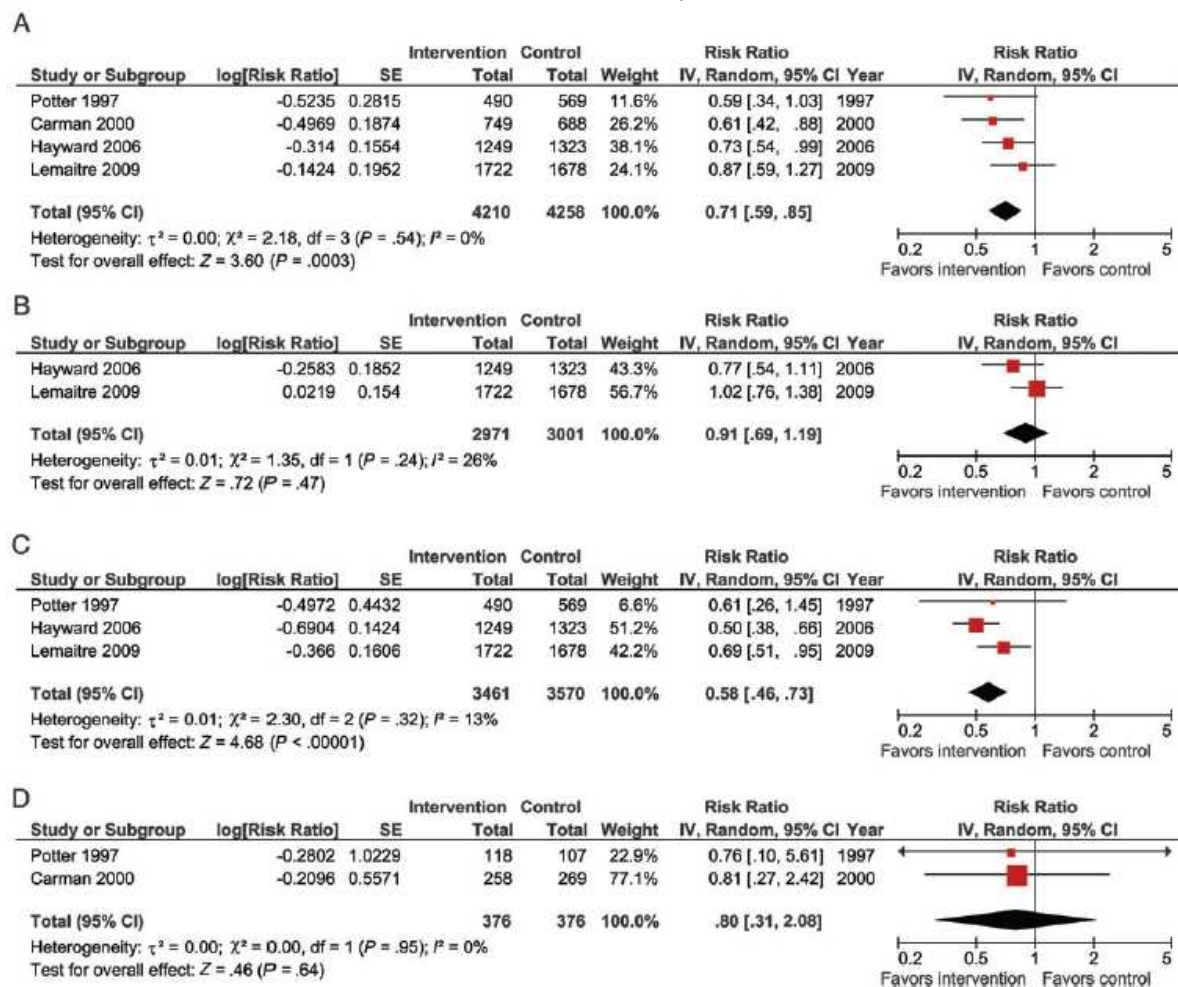 A
Intervention Control Risk Ratio Risk Ratio
Study or Subgroup log[Risk Ratio] SE Total Total Weight IV, Random, 95% CI Year IV, Random, 95% CI
Potter 1997 -0.5235 0.2815 490 569 11.6% 0.59 [.34, 1.03] 1997
Carman 2000 -0.4969 0.1874 749 688 26.2% 0.61 [.42, .88] 2000
Hayward 2006 -0.314 0.1554 1249 1323 38.1% 0.73 [.54, .99] 2006
Lemaitre 2009 -0.1424 0.1952 1722 1678 24.1% 0.87 [.59, 1.27] 2009
Total (95% CI) 4210 4258 100.0% 0.71 [.59, .85]
Heterogeneity: τ² = 0.00; χ² = 2.18, df = 3 (P = .54); I² = 0%
Test for overall effect: Z = 3.60 (P = .0003)
0.2 0.5 1 2 5
Favors intervention Favors control
B
Intervention Control Risk Ratio Risk Ratio
Study or Subgroup log[Risk Ratio] SE Total Total Weight IV, Random, 95% CI Year IV, Random, 95% CI
Hayward 2006 -0.2583 0.1852 1249 1323 43.3% 0.77 [.54, 1.11] 2006
Lemaitre 2009 0.0219 0.154 1722 1678 56.7% 1.02 [.76, 1.38] 2009
Total (95% CI) 2971 3001 100.0% 0.91 [.69, 1.19]
Heterogeneity: τ² = 0.01; χ² = 1.35, df = 1 (P = .24); I² = 26%
Test for overall effect: Z = .72 (P = .47)
0.2 0.5 1 2 5
Favors intervention Favors control
C
Intervention Control Risk Ratio Risk Ratio
Study or Subgroup log[Risk Ratio] SE Total Total Weight IV, Random, 95% CI Year IV, Random, 95% CI
Potter 1997 -0.4972 0.4432 490 569 6.6% 0.61 [.26, 1.45] 1997
Hayward 2006 -0.6904 0.1424 1249 1323 51.2% 0.50 [.38, .66] 2006
Lemaitre 2009 -0.366 0.1606 1722 1678 42.2% 0.69 [.51, .95] 2009
Total (95% CI) 3461 3570 100.0% 0.58 [.46, .73]
Heterogeneity: τ² = 0.01; χ² = 2.30, df = 2 (P = .32); I² = 13%
Test for overall effect: Z = 4.68 (P < .00001)
0.2 0.5 1 2 5
Favors intervention Favors control
D
Intervention Control Risk Ratio Risk Ratio
Study or Subgroup log[Risk Ratio] SE Total Total Weight IV, Random, 95% CI Year IV, Random, 95% CI
Potter 1997 -0.2802 1.0229 118 107 22.9% 0.76 [.10, 5.61] 1997
Carman 2000 -0.2096 0.5571 258 269 77.1% 0.81 [.27, 2.42] 2000
Total (95% CI) 376 376 100.0% .80 [.31, 2.08]
Heterogeneity: τ² = 0.00; χ² = 0.00, df = 1 (P = .95); I² = 0%
Test for overall effect: Z = .46 (P = .64)
0.2 0.5 1 2 5
Favors intervention Favors control